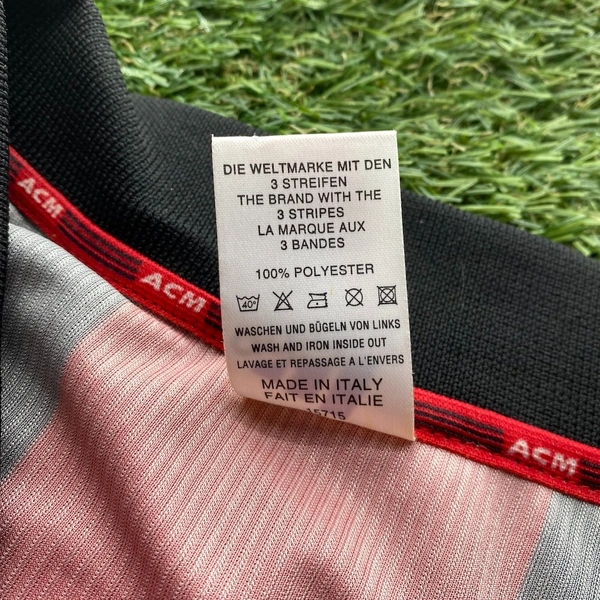 ACM
ACM
DIE WELTMARKE MIT DEN
3 STREIFEN
THE BRAND WITH THE
3 STRIPES
LA MARQUE AUX
3 BANDES
100% POLYESTER
40°
WASCHEN UND BÜGELN VON LINKS
WASH AND IRON INSIDE OUT
LAVAGE ET REPASSAGE A L'ENVERS
MADE IN ITALY
FAIT EN ITALIE
15715
ACM